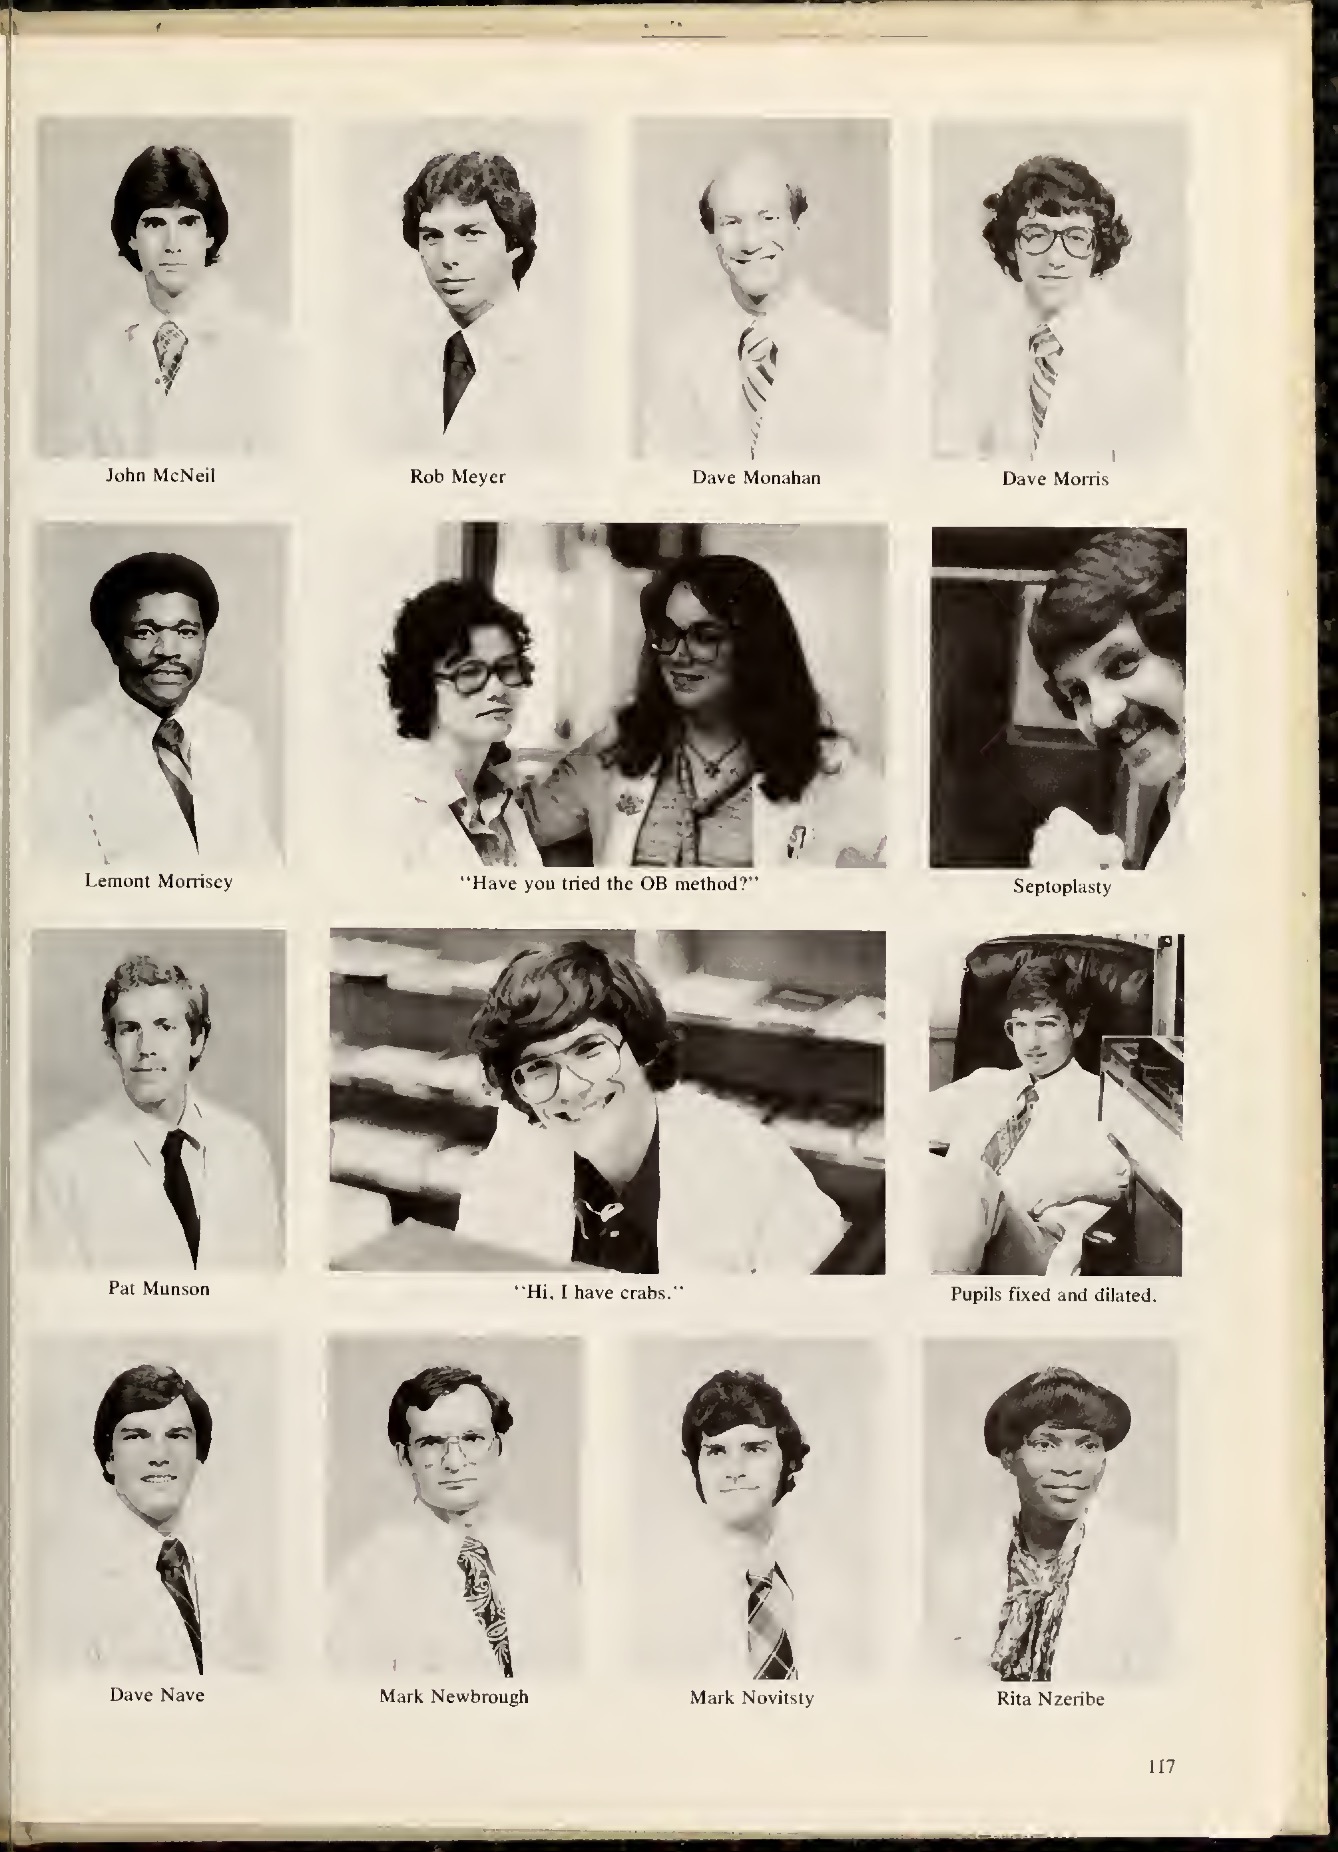 John McNeil
Rob Meyer
Dave Monahan
Dave Morris
Lemont Morrisey
"Have you tried the OB method?"
Septoplasty
Pat Munson
"Hi, I have crabs."
Pupils fixed and dilated.
Dave Nave
Mark Newbrough
Mark Novitsty
Rita Nzeribe
117